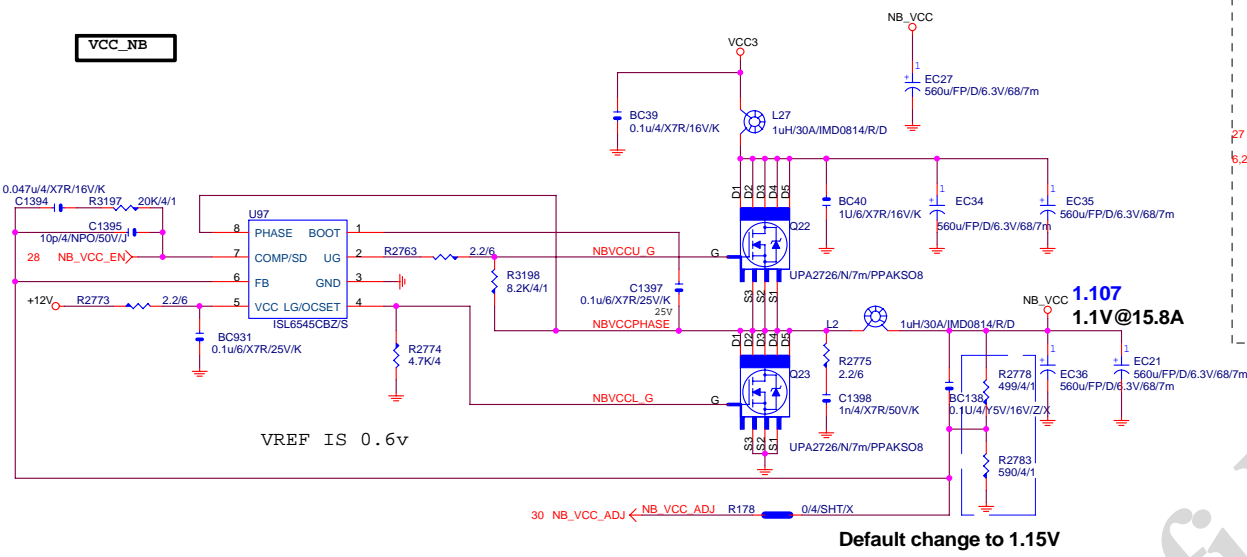 VCC_NB
NB_VCC
1
+
EC27
560u/FP/D/6.3V/68/7m
VCC3
BC39
0.1u/4/X7R/16V/K
L27
1uH/30A/IMD0814/R/D
27
6,2
0.047u/4/X7R/16V/K
C1394
R3197
20K/4/1
C1395
10p/4/NPO/50V/J
28 NB_VCC_EN
+12V
R2773
2.2/6
BC931
0.1u/6/X7R/25V/K
U97
8 PHASE BOOT 1
7 COMP/SD UG 2
6 FB GND 3
5 VCC LG/OCSET 4
ISL6545CBZ/S
R2763
2.2/6
R3198
8.2K/4/1
R2774
4.7K/4
NBVCCU_G
C1397
0.1u/6/X7R/25V/K
25V
NBVCCPHASE
NBVCCL_G
D1 D2 D3 D4 D5
Q22
G
UPA2726/N/7m/PPAKSO8
S3 S2 S1
BC40
1U/6/X7R/16V/K
1
+
EC34
560u/FP/D/6.3V/68/7m
1
+
EC35
560u/FP/D/6.3V/68/7m
D1 D2 D3 D4 D5
Q23
G
UPA2726/N/7m/PPAKSO8
S3 S2 S1
L2
1uH/30A/IMD0814/R/D
R2775
2.2/6
C1398
1n/4/X7R/50V/K
NB_VCC
1.107
1.1V@15.8A
R2778
499/4/1
BC138
0.1U/4/Y5V/16V/Z/X
R2783
590/4/1
1
+
EC36
560u/FP/D/6.3V/68/7m
1
+
EC21
560u/FP/D/6.3V/68/7m
VREF IS 0.6v
30 NB_VCC_ADJ
NB_VCC_ADJ
R178
0/4/SHT/X
Default change to 1.15V